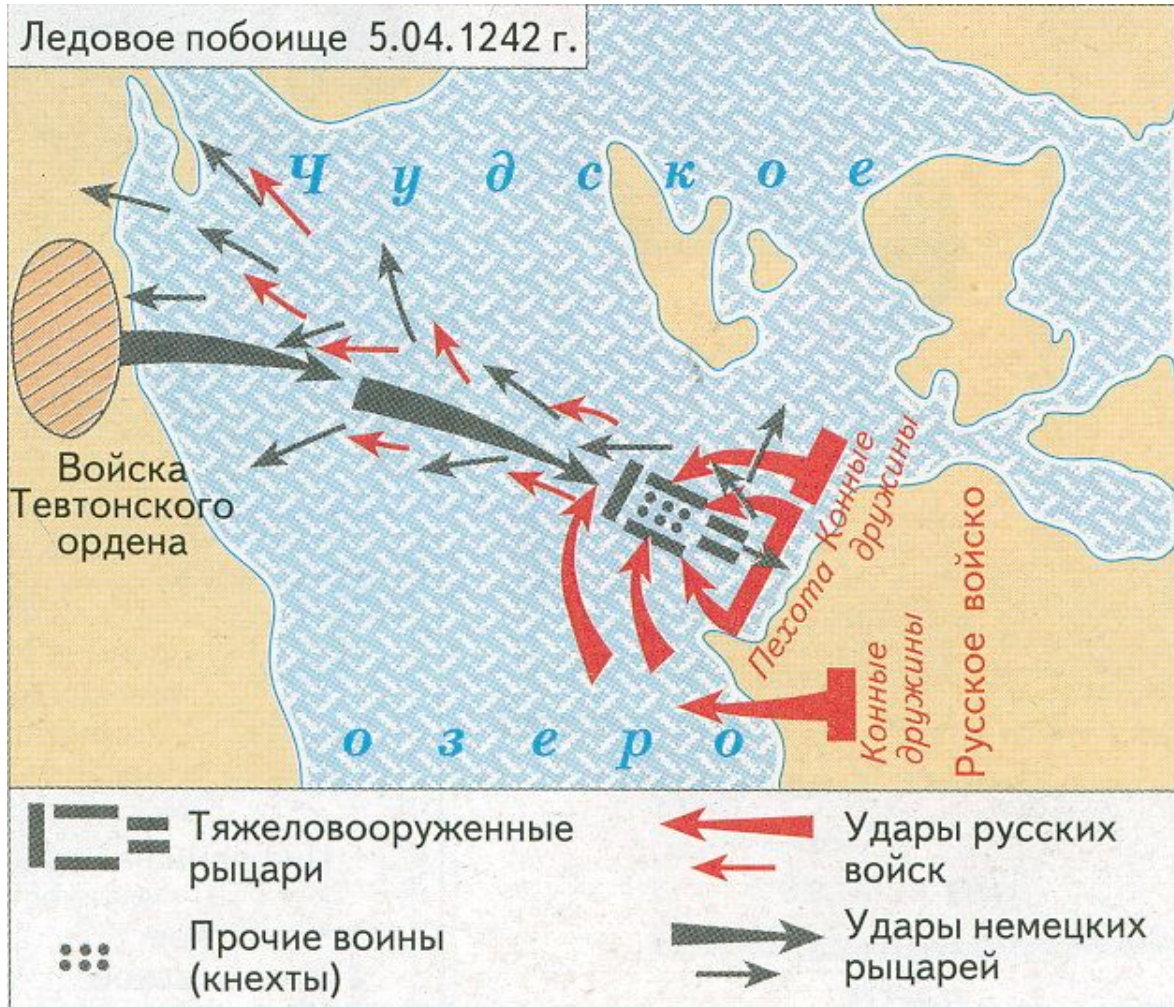 Ледовое побоище 5.04.1242 г.
Чудское
Войска
Тевтонского
ордена
Пехота
Конные
дружины
Конные
дружины
Русское войско
озеро
Тяжеловооруженные
рыцари
Прочие воины
(кнехты)
Удары русских
войск
Удары немецких
рыцарей